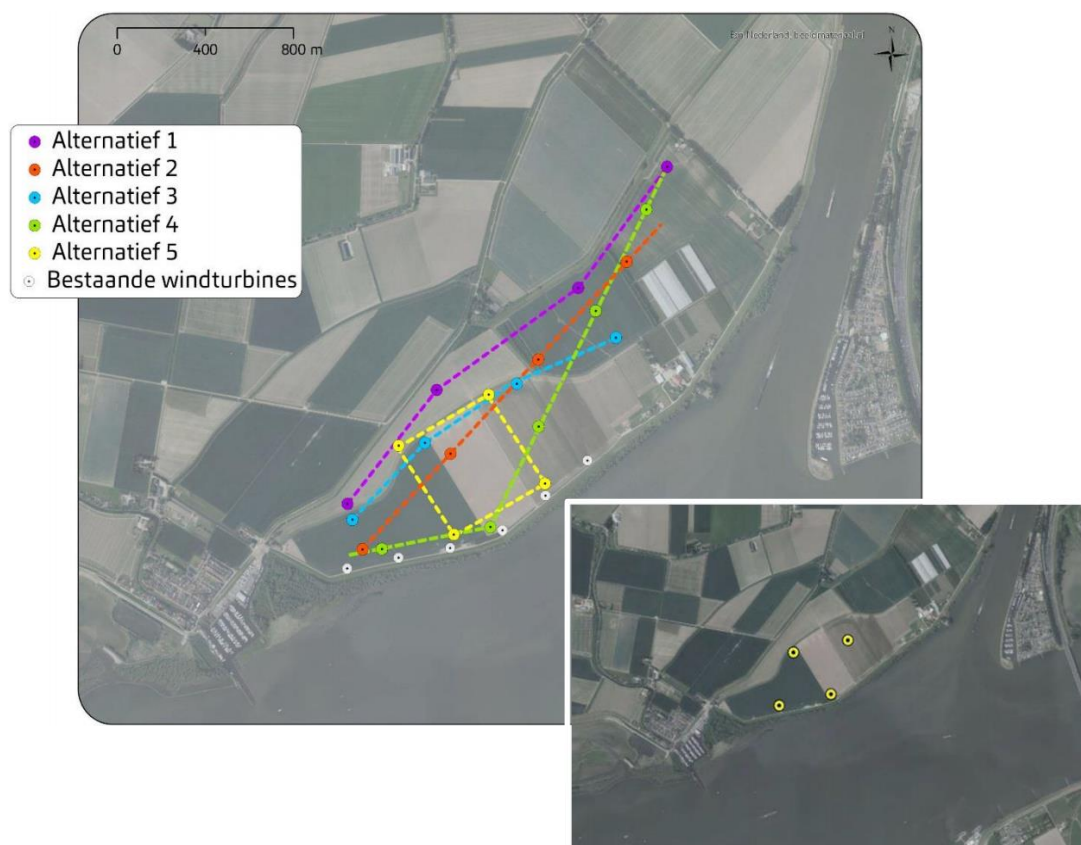 0 400 800 m
Esri Nederland, beeldmateriaal.nl
N
Alternatief 1
Alternatief 2
Alternatief 3
Alternatief 4
Alternatief 5
Bestaande windturbines